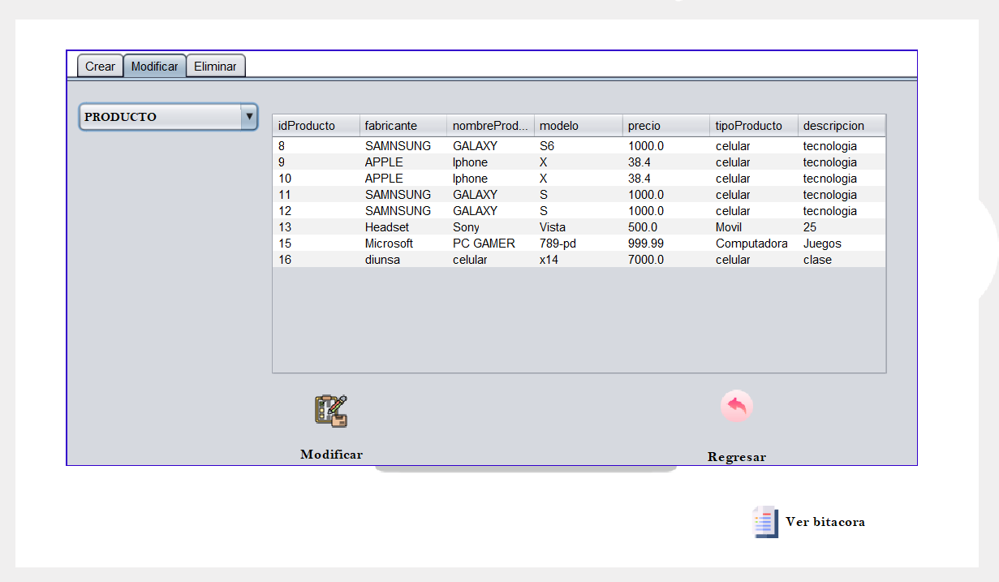 Crear Modificar Eliminar
PRODUCTO
idProducto fabricante nombreProd... modelo precio tipoProducto descripcion
8 SAMNSUNG GALAXY S6 1000.0 celular tecnologia
9 APPLE Iphone X 38.4 celular tecnologia
10 APPLE Iphone X 38.4 celular tecnologia
11 SAMNSUNG GALAXY S 1000.0 celular tecnologia
12 SAMNSUNG GALAXY S 1000.0 celular tecnologia
13 Headset Sony Vista 500.0 Movil 25
15 Microsoft PC GAMER 789-pd 999.99 Computadora Juegos
16 diunsa celular x14 7000.0 celular clase
Modificar Regresar
Ver bitacora